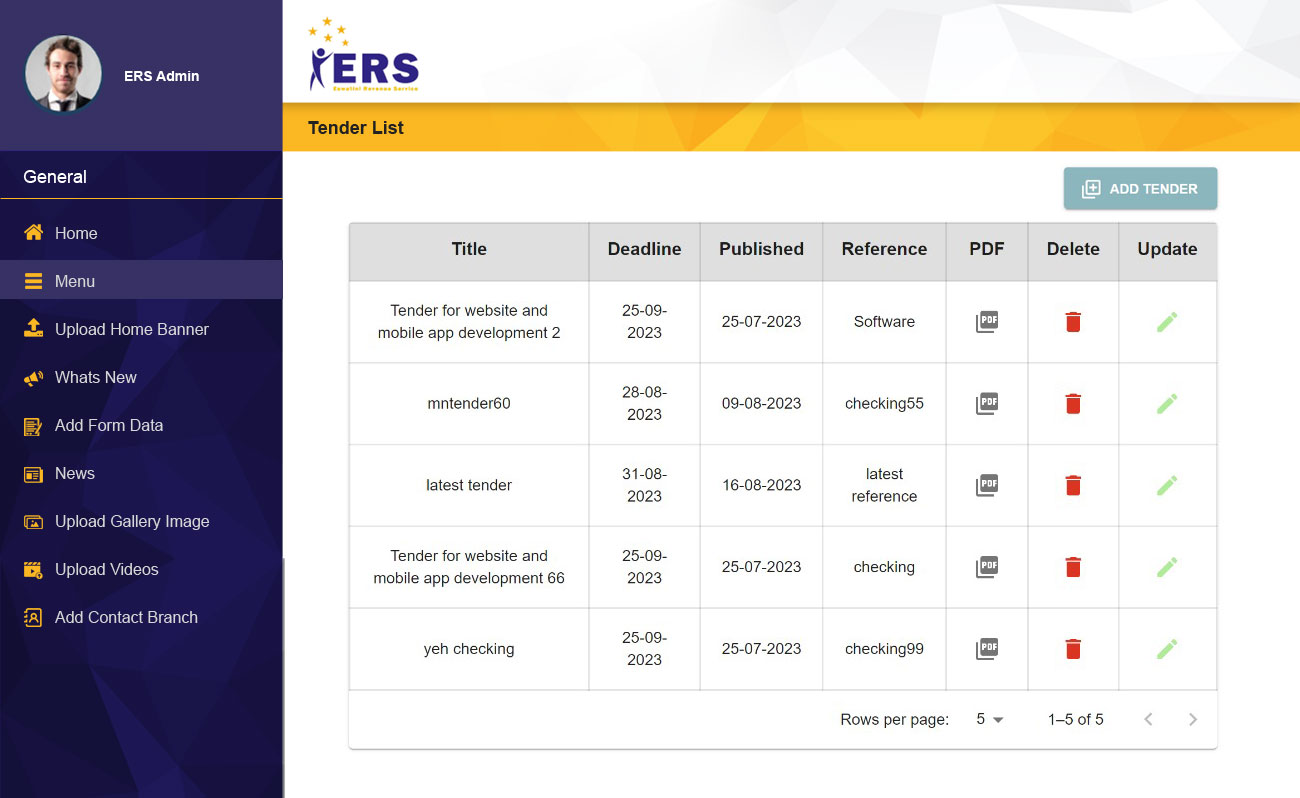 ERS Admin
General
Home
Menu
Upload Home Banner
Whats New
Add Form Data
News
Upload Gallery Image
Upload Videos
Add Contact Branch
ERS
Eswatini Revenue Service
Tender List
ADD TENDER
Title Deadline Published Reference PDF Delete Update
Tender for website and
mobile app development 2
25-09-
2023
25-07-2023
Software
PDF
mntender60
28-08-
2023
09-08-2023
checking55
PDF
latest tender
31-08-
2023
16-08-2023
latest
reference
PDF
Tender for website and
mobile app development 66
25-09-
2023
25-07-2023
checking
PDF
yeh checking
25-09-
2023
25-07-2023
checking99
PDF
Rows per page: 5 1–5 of 5